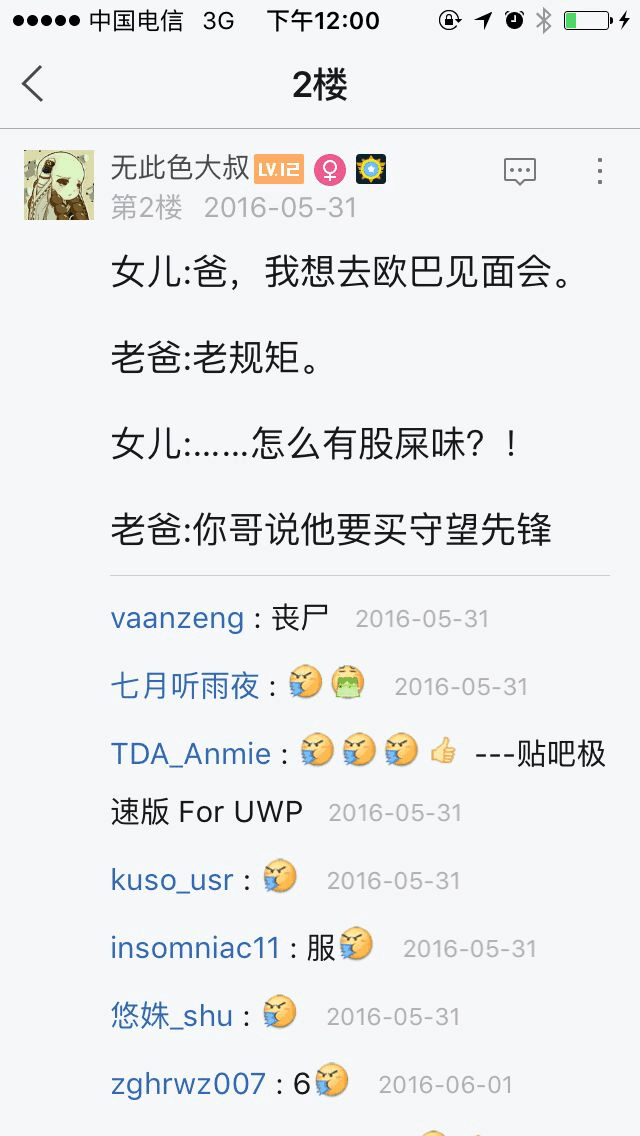 中国电信 3G 下午12:00
2楼
无此色大叔 LV.12
第2楼 2016-05-31
女儿:爸，我想去欧巴见面会。
老爸:老规矩。
女儿:……怎么有股屎味？！
老爸:你哥说他要买守望先锋
vaanzeng : 丧尸 2016-05-31
七月听雨夜 : 2016-05-31
TDA_Anmie : ---贴吧极
速版 For UWP 2016-05-31
kuso_usr : 2016-05-31
insomniac11 : 服 2016-05-31
悠姝_shu : 2016-05-31
zghrwz007 : 6 2016-06-01